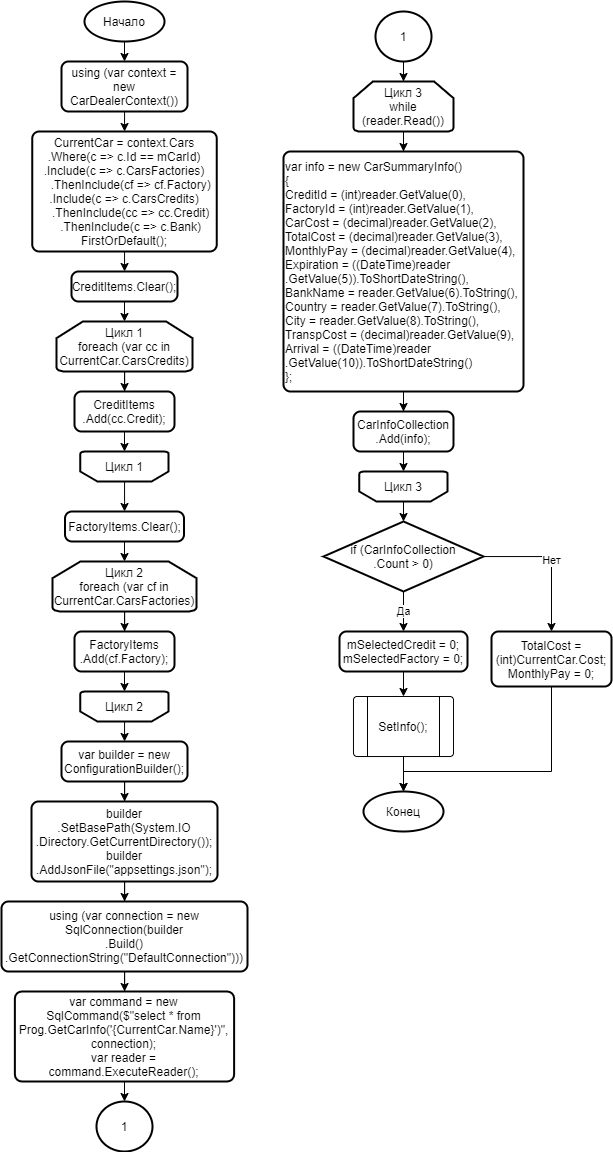 Начало
using (var context =
new
CarDealerContext())
CurrentCar = context.Cars
.Where(c => c.Id == mCarId)
.Include(c => c.CarsFactories)
.ThenInclude(cf => cf.Factory)
.Include(c => c.CarsCredits)
.ThenInclude(cc => cc.Credit)
.ThenInclude(c => c.Bank)
FirstOrDefault();
CreditItems.Clear();
Цикл 1
foreach (var cc in
CurrentCar.CarsCredits)
CreditItems
.Add(cc.Credit);
Цикл 1
FactoryItems.Clear();
Цикл 2
foreach (var cf in
CurrentCar.CarsFactories)
FactoryItems
.Add(cf.Factory);
Цикл 2
var builder = new
ConfigurationBuilder();
builder
.SetBasePath(System.IO
.Directory.GetCurrentDirectory());
builder
.AddJsonFile("appsettings.json");
using (var connection = new
SqlConnection(builder
.Build()
.GetConnectionString("DefaultConnection")))
var command = new
SqlCommand($"select * from
Prog.GetCarInfo('{CurrentCar.Name}')",
connection);
var reader =
command.ExecuteReader();
1
1
Цикл 3
while
(reader.Read())
var info = new CarSummaryInfo()
{
CreditId = (int)reader.GetValue(0),
FactoryId = (int)reader.GetValue(1),
CarCost = (decimal)reader.GetValue(2),
TotalCost = (decimal)reader.GetValue(3),
MonthlyPay = (decimal)reader.GetValue(4),
Expiration = ((DateTime)reader
.GetValue(5)).ToShortDateString(),
BankName = reader.GetValue(6).ToString(),
Country = reader.GetValue(7).ToString(),
City = reader.GetValue(8).ToString(),
TranspCost = (decimal)reader.GetValue(9),
Arrival = ((DateTime)reader
.GetValue(10)).ToShortDateString()
};
CarInfoCollection
.Add(info);
Цикл 3
if (CarInfoCollection
.Count > 0)
Нет
Да
mSelectedCredit = 0;
mSelectedFactory = 0;
TotalCost =
(int)CurrentCar.Cost;
MonthlyPay = 0;
SetInfo();
Конец